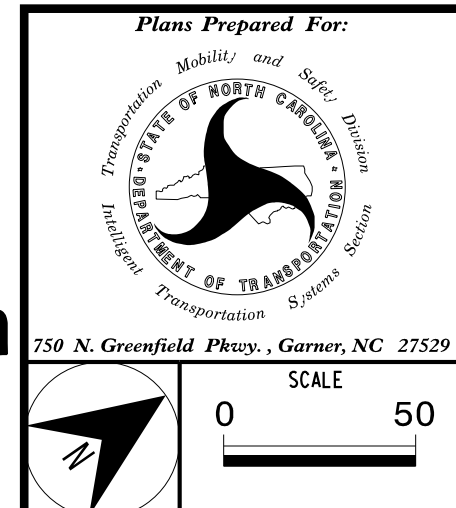 Plans Prepared For:
Transportation Mobility and Safety Division
STATE OF NORTH CAROLINA
DEPARTMENT OF TRANSPORTATION
Intelligent Transportation Systems Section
750 N. Greenfield Pkwy., Garner, NC 27529
SCALE
0 50
N